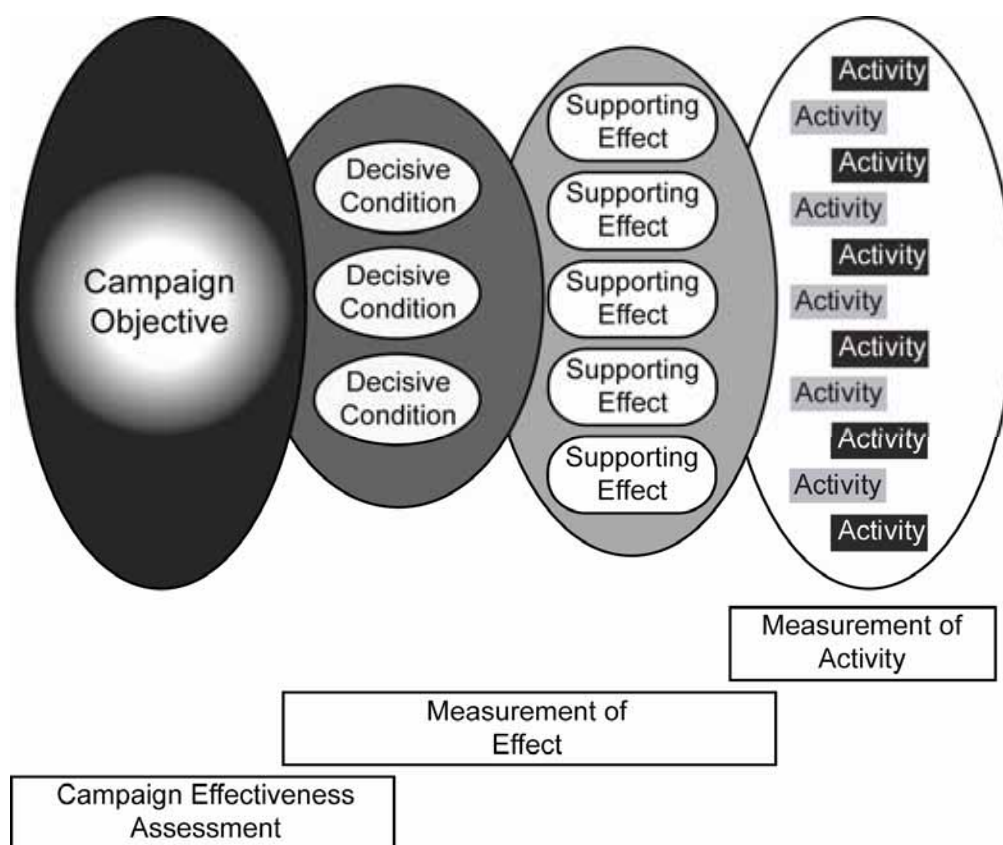 Campaign
Objective
Decisive
Condition
Decisive
Condition
Decisive
Condition
Supporting
Effect
Supporting
Effect
Supporting
Effect
Supporting
Effect
Supporting
Effect
Activity
Activity
Activity
Activity
Activity
Activity
Activity
Activity
Activity
Activity
Activity
Measurement of
Activity
Measurement of
Effect
Campaign Effectiveness
Assessment